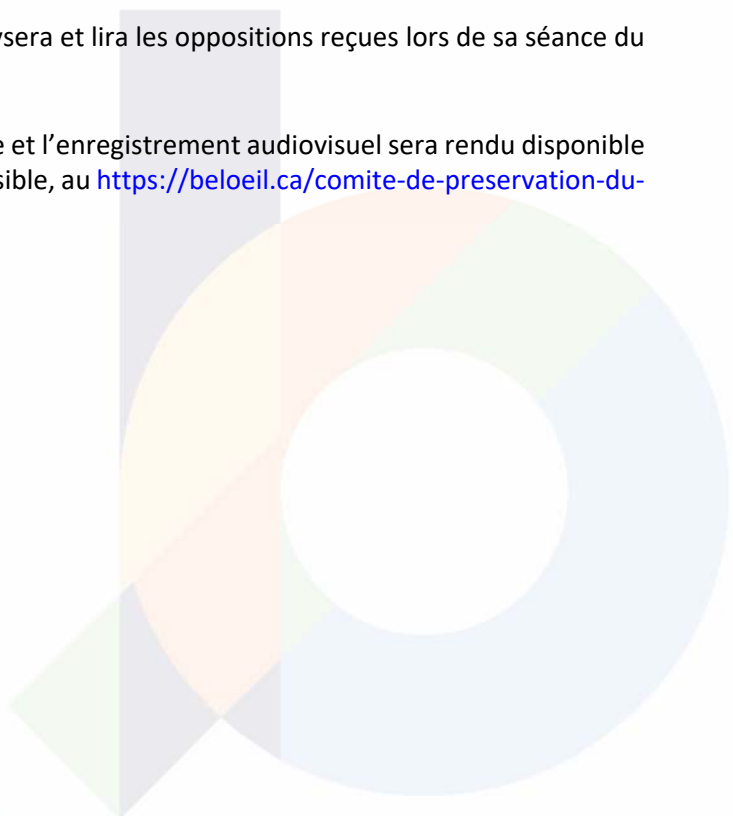 sera et lira les oppositions reçues lors de sa séance du
e et l’enregistrement audiovisuel sera rendu disponible
sible, au https://beloeil.ca/comite-de-preservation-du-